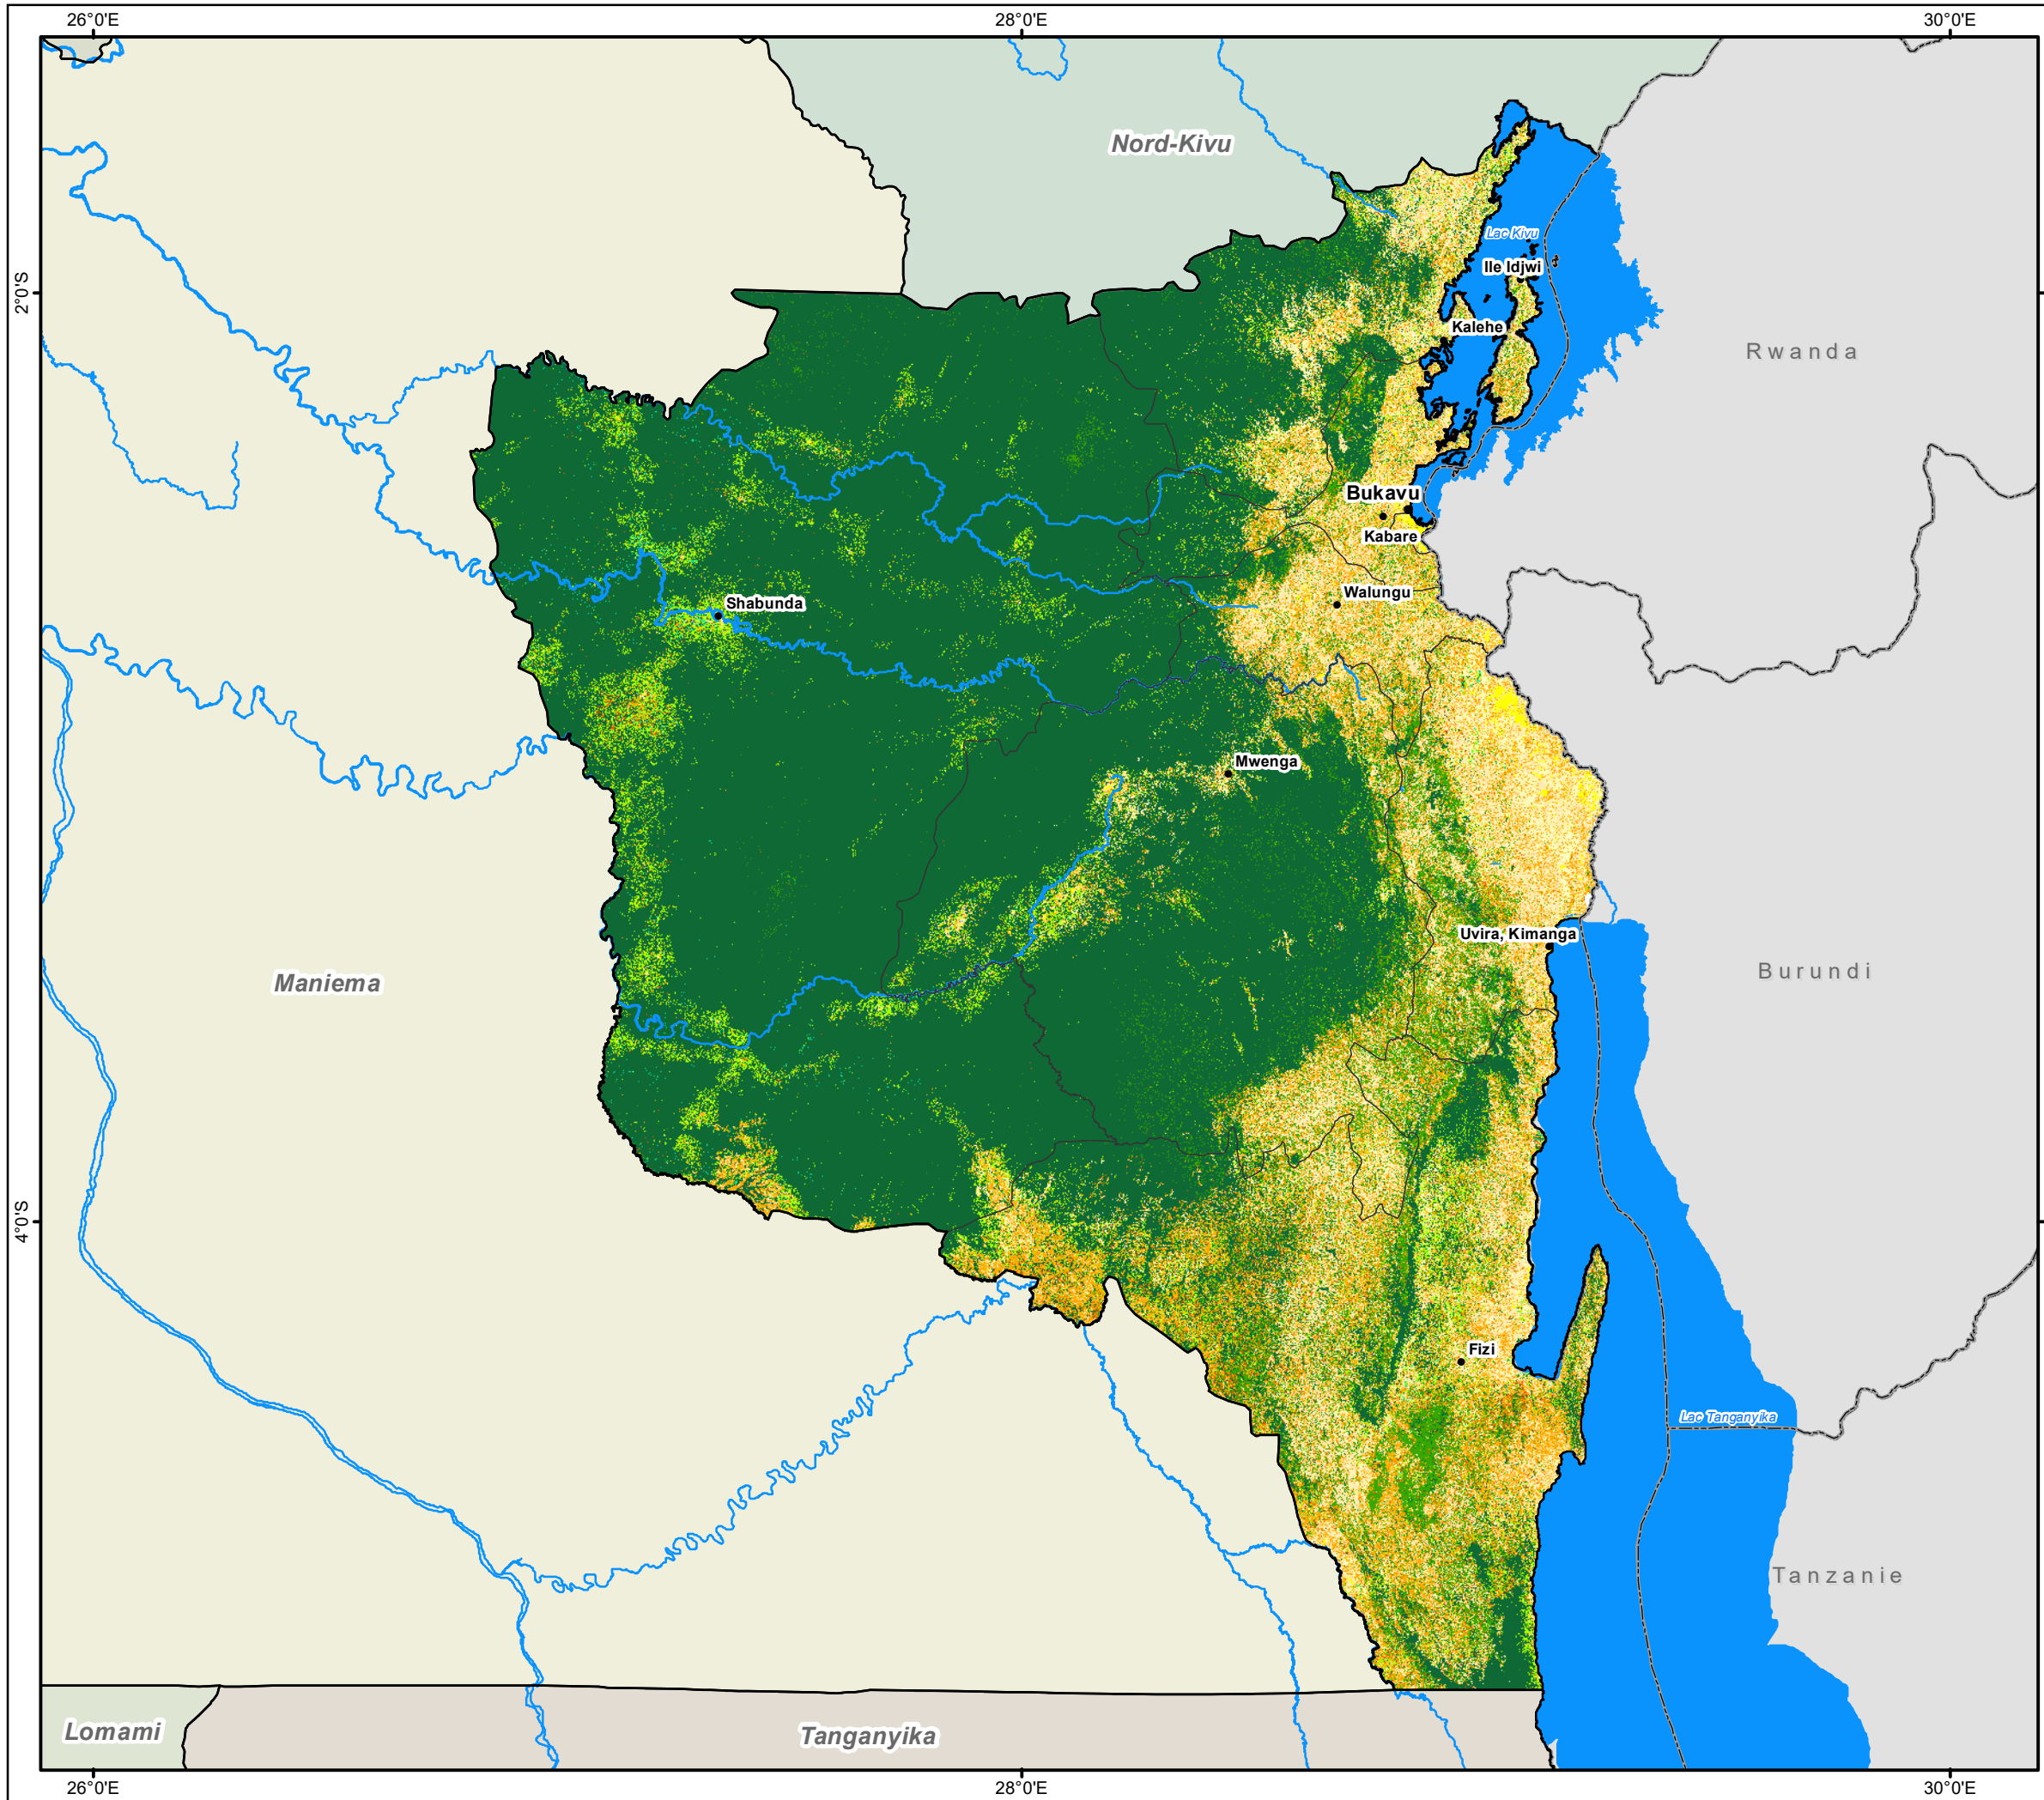 26°0'E 28°0'E 30°0'E
Nord-Kivu
Lac Kivu
2°0'S
Ile Idjwi
Kalehe
Rwanda
Bukavu
Kabare
Walungu
Shabunda
Mwenga
Uvira, Kimanga
Maniema
Burundi
4°0'S
Fizi
Lac Tanganyika
Tanzanie
Lomami
Tanganyika
26°0'E 28°0'E 30°0'E